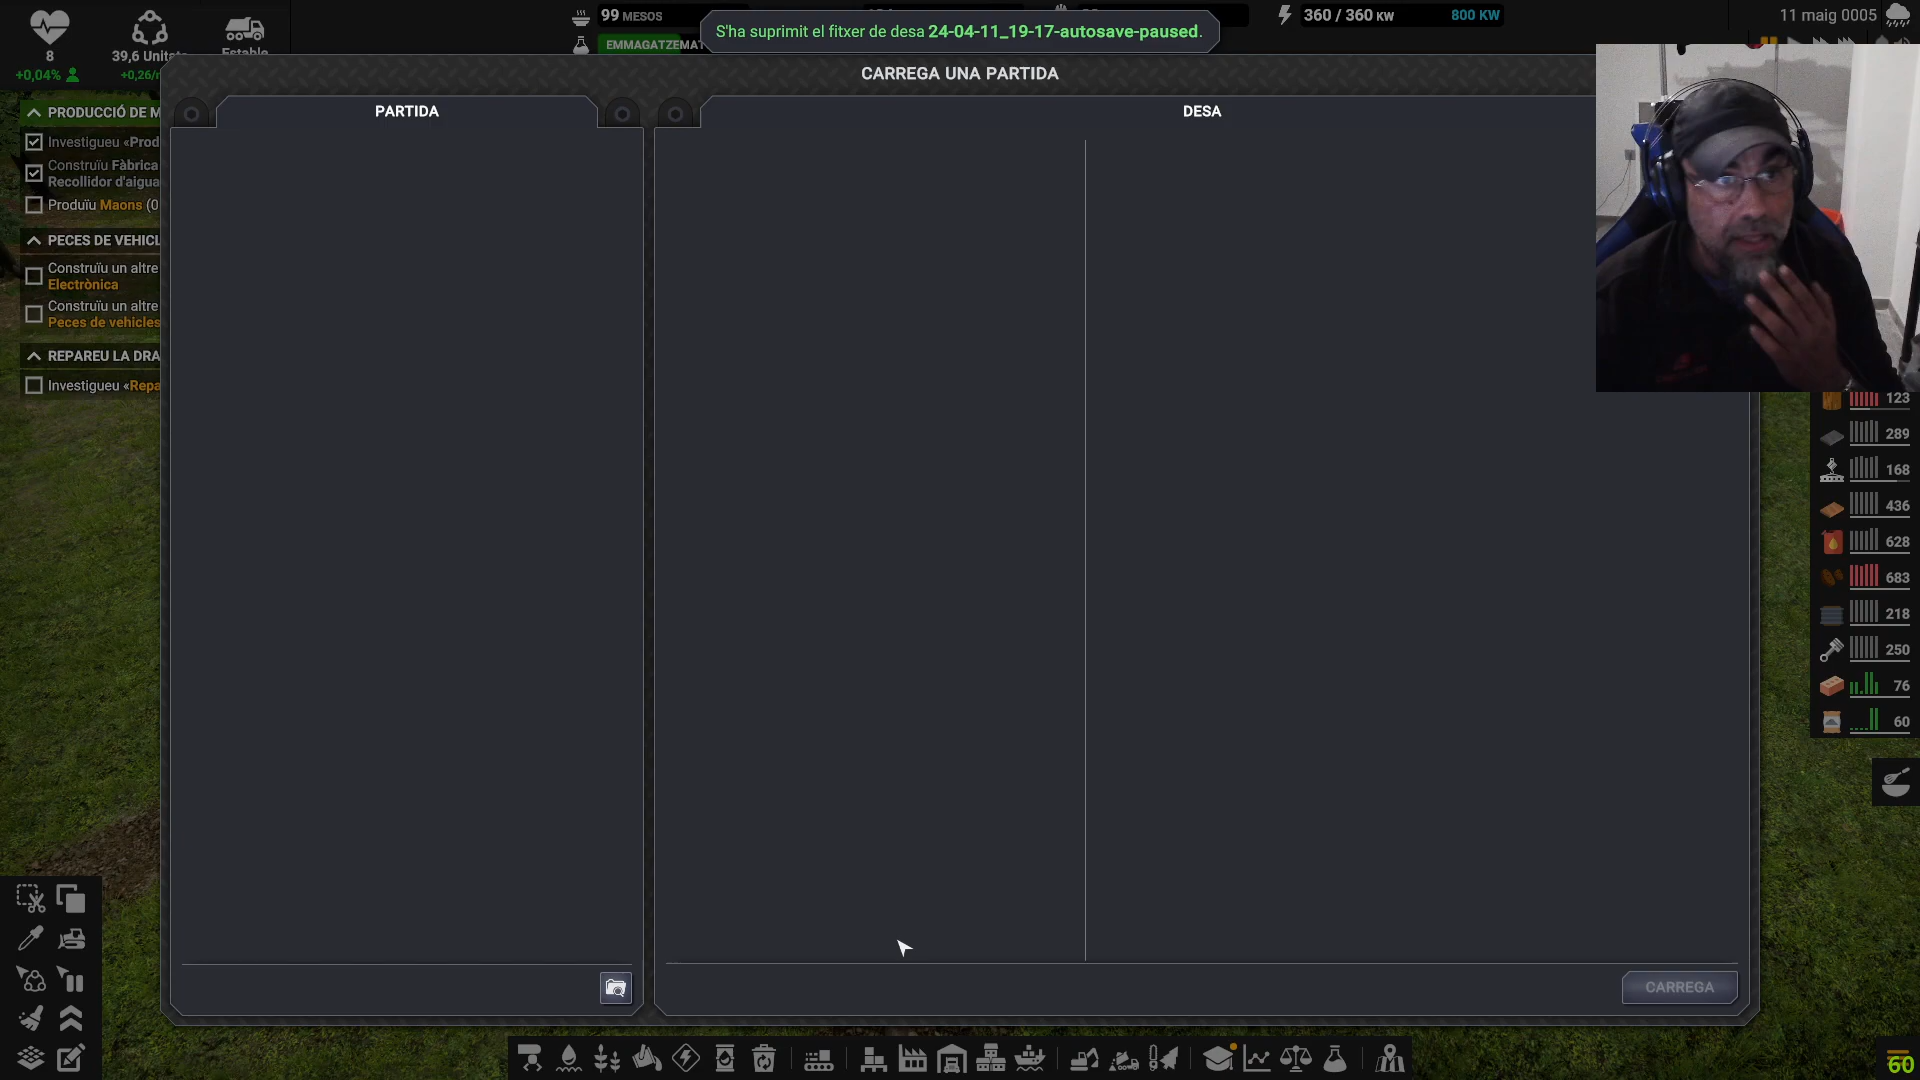 8
+0,04%
39,6 Unitats
+0,26/
Estable
99 MESOS
EMMAGATZEMAT
S'ha suprimit el fitxer de desa 24-04-11_19-17-autosave-paused.
360 / 360 KW
800 KW
11 maig 0005
CARREGA UNA PARTIDA
PARTIDA
DESA
PRODUCCIÓ DE M
Investigueu «Prod
Construïu Fàbrica
Recollidor d'aigua
Produïu Maons (0
PECES DE VEHICL
Construïu un altre
Electrònica
Construïu un altre
Peces de vehicles
REPAREU LA DRA
Investigueu «Repa
123
289
168
436
628
683
218
250
76
60
CARREGA
60